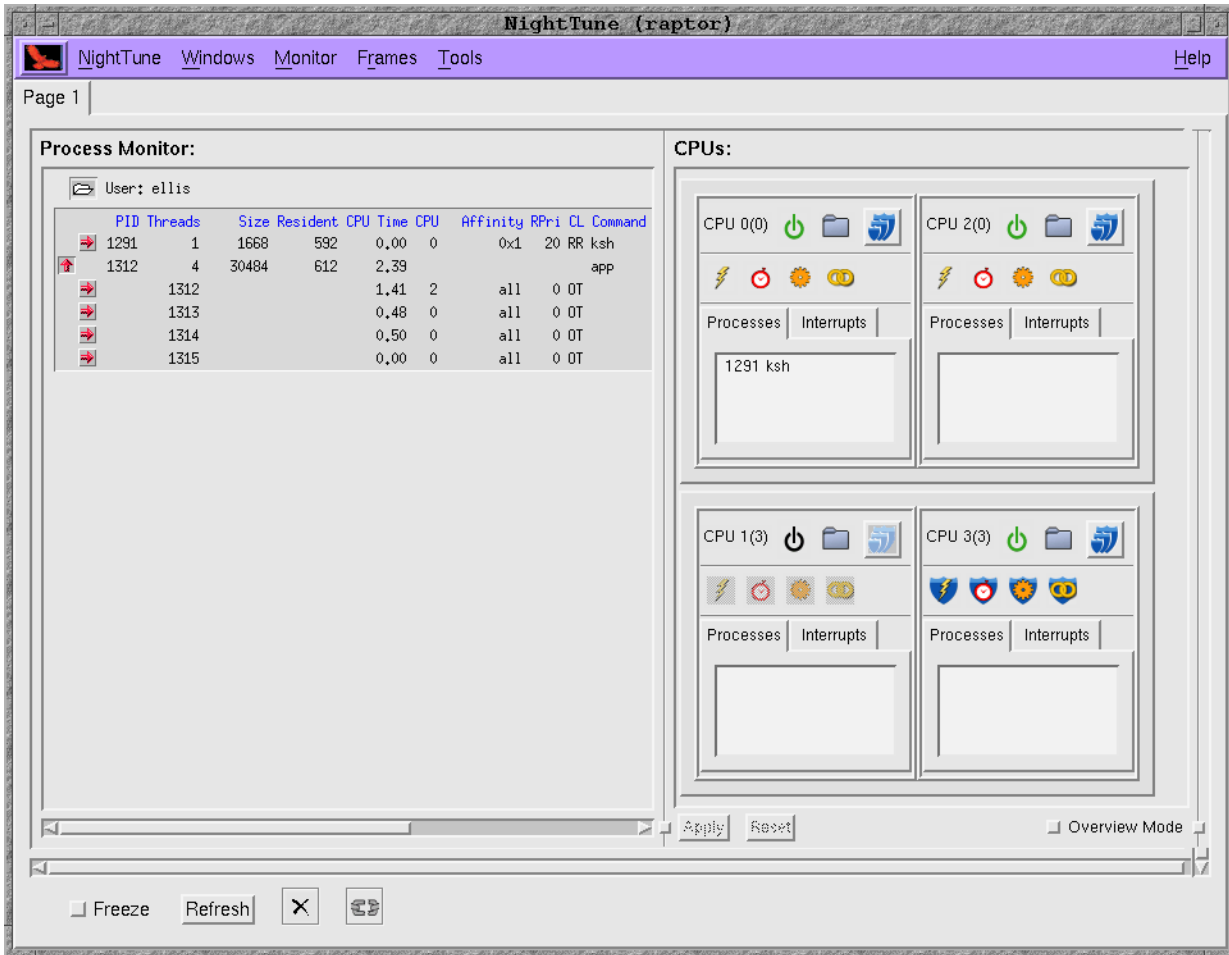 NightTune (raptor)
NightTune Windows Monitor Frames Tools Help
Page 1
Process Monitor:
User: ellis
PID Threads Size Resident CPU Time CPU Affinity RPri CL Command
1291 1 1668 592 0.00 0 0x1 20 RR ksh
1312 4 30484 612 2.39 app
1312 1.41 2 all 0 OT
1313 0.48 0 all 0 OT
1314 0.50 0 all 0 OT
1315 0.00 0 all 0 OT
CPUs:
CPU 0(0)
Processes Interrupts
1291 ksh
CPU 2(0)
Processes Interrupts
CPU 1(3)
Processes Interrupts
CPU 3(3)
Processes Interrupts
Apply Reset Overview Mode
Freeze Refresh